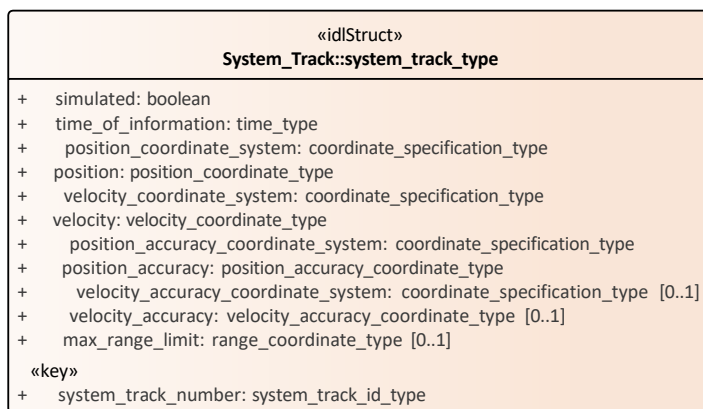 «idlStruct»
System_Track::system_track_type
+ simulated: boolean
+ time_of_information: time_type
+ position_coordinate_system: coordinate_specification_type
+ position: position_coordinate_type
+ velocity_coordinate_system: coordinate_specification_type
+ velocity: velocity_coordinate_type
+ position_accuracy_coordinate_system: coordinate_specification_type
+ position_accuracy: position_accuracy_coordinate_type
+ velocity_accuracy_coordinate_system: coordinate_specification_type [0..1]
+ velocity_accuracy: velocity_accuracy_coordinate_type [0..1]
+ max_range_limit: range_coordinate_type [0..1]
«key»
+ system_track_number: system_track_id_type